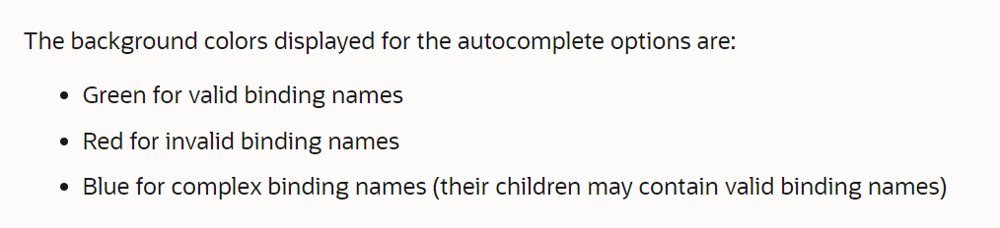 The background colors displayed for the autocomplete options are:
• Green for valid binding names
• Red for invalid binding names
• Blue for complex binding names (their children may contain valid binding names)